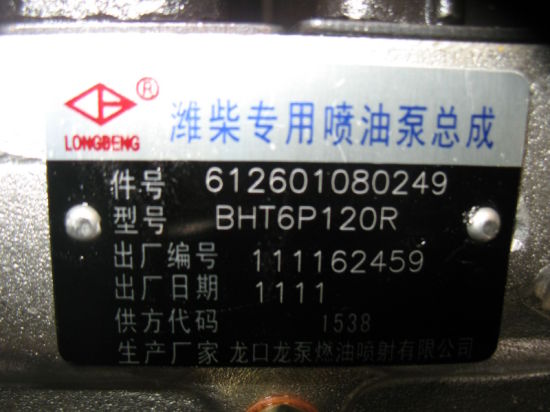 ®
LONGBENG
潍柴专用喷油泵总成
件号 612601080249
型号 BHT6P120R
出厂编号 111162459
出厂日期 1111
供方代码 1538
生产厂家 龙口龙泵燃油喷射有限公司